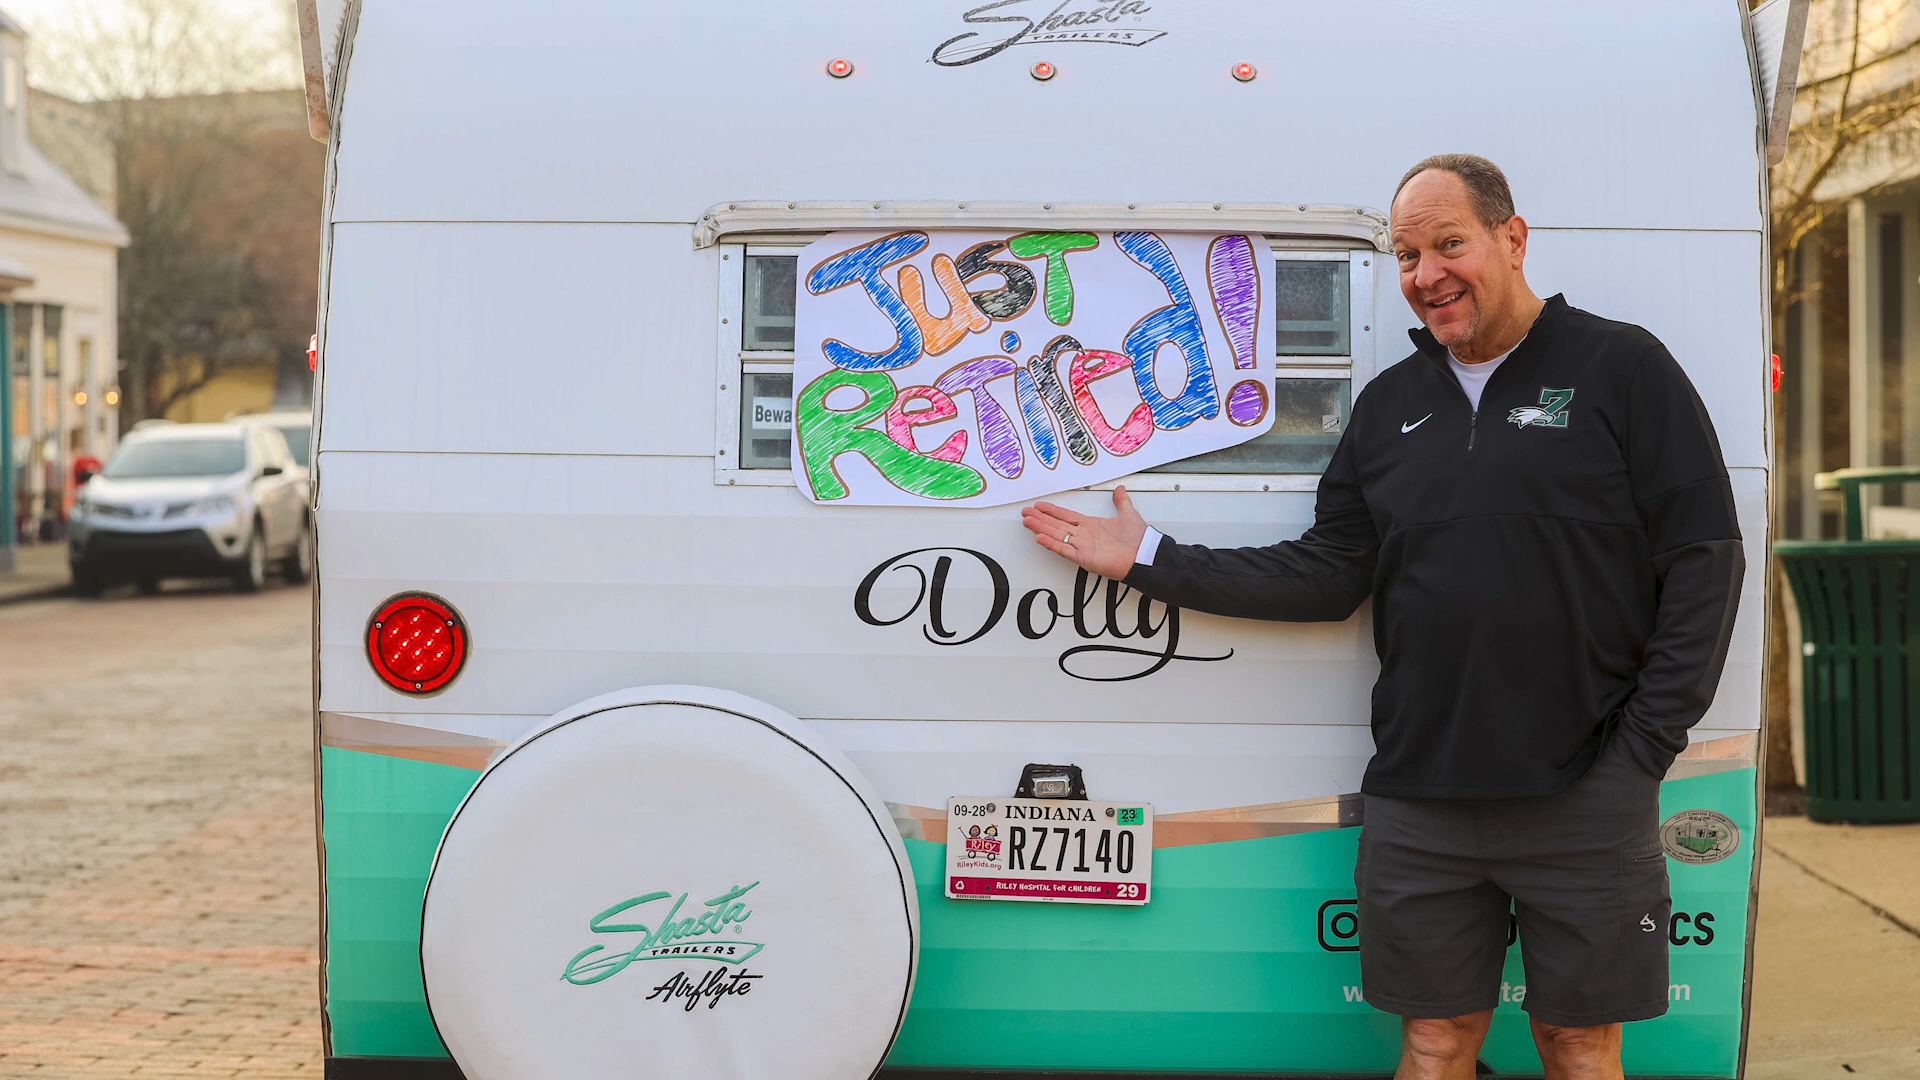 Shasta
TRAILERS
Just
Retired!
Bewa
Dolly
Z
09-28 INDIANA 23
Riley
RileyKids.org
RZ7140
RILEY HOSPITAL FOR CHILDREN 29
Shasta
TRAILERS
Airflyte
CS
w
ta
m